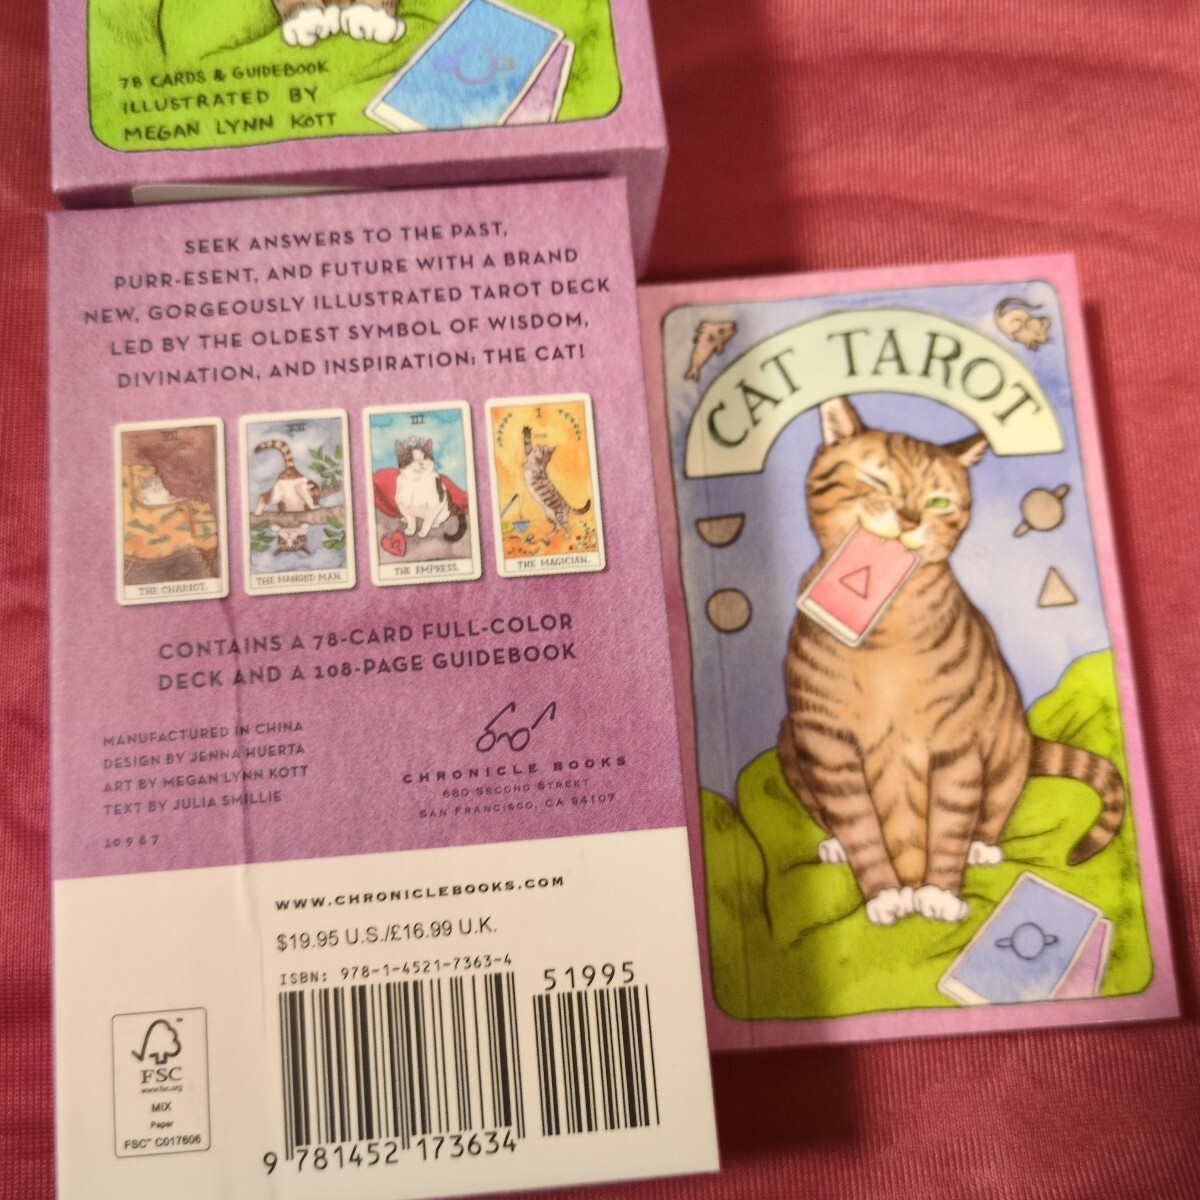 78 CARDS & GUIDEBOOK
ILLUSTRATED BY
MEGAN LYNN KOTT
SEEK ANSWERS TO THE PAST,
PURR-ESENT, AND FUTURE WITH A BRAND
NEW, GORGEOUSLY ILLUSTRATED TAROT DECK
LED BY THE OLDEST SYMBOL OF WISDOM,
DIVINATION, AND INSPIRATION: THE CAT!
VII
THE CHARIOT.
XII
THE HANGED MAN.
III
THE EMPRESS.
I
THE MAGICIAN.
CONTAINS A 78-CARD FULL-COLOR
DECK AND A 108-PAGE GUIDEBOOK
MANUFACTURED IN CHINA
DESIGN BY JENNA HUERTA
ART BY MEGAN LYNN KOTT
TEXT BY JULIA SMILLIE
10 9 8 7
CHRONICLE BOOKS
680 SECOND STREET
SAN FRANCISCO, CA 94107
WWW.CHRONICLEBOOKS.COM
$19.95 U.S./£16.99 U.K.
ISBN: 978-1-4521-7363-4
51995
9 781452 173634
FSC™
www.fsc.org
MIX
Paper
FSC™ C017606
CAT TAROT